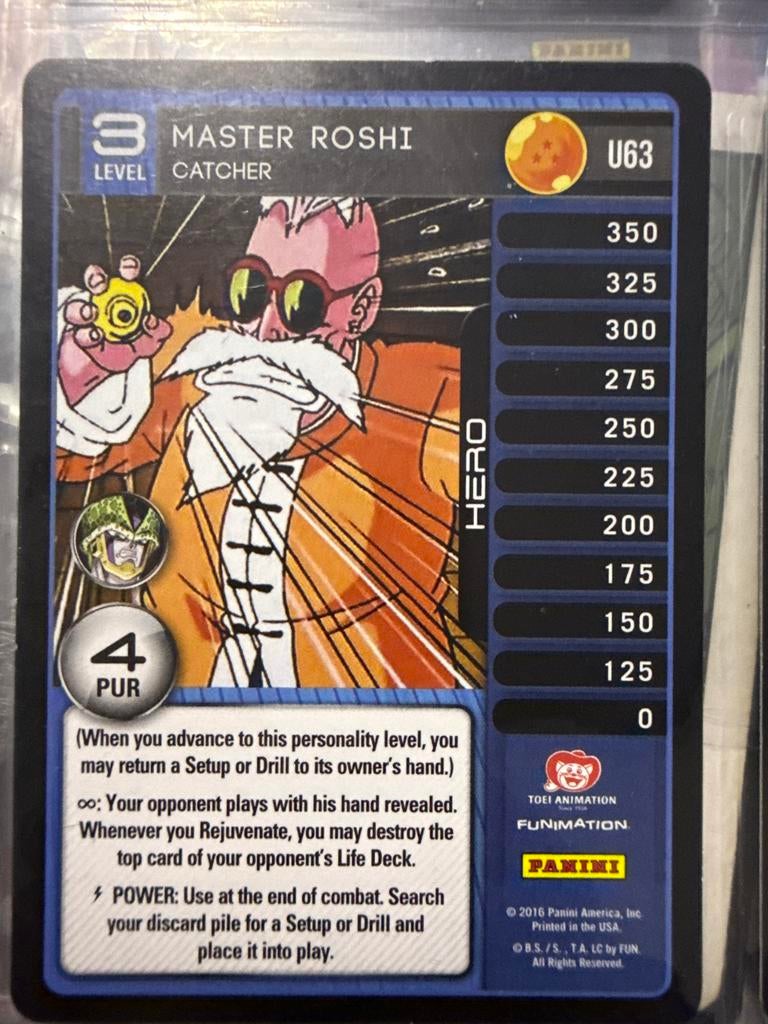 PANINI
3
LEVEL
MASTER ROSHI
CATCHER
U63
350
325
300
275
250
225
200
175
150
125
0
HERO
4
PUR
(When you advance to this personality level, you
may return a Setup or Drill to its owner's hand.)
∞: Your opponent plays with his hand revealed.
Whenever you Rejuvenate, you may destroy the
top card of your opponent's Life Deck.
POWER: Use at the end of combat. Search
your discard pile for a Setup or Drill and
place it into play.
TOEI ANIMATION
Since 1956
FUNIMATION
PANINI
© 2016 Panini America, Inc.
Printed in the USA.
© B.S. / S. , T.A. LC by FUN.
All Rights Reserved.